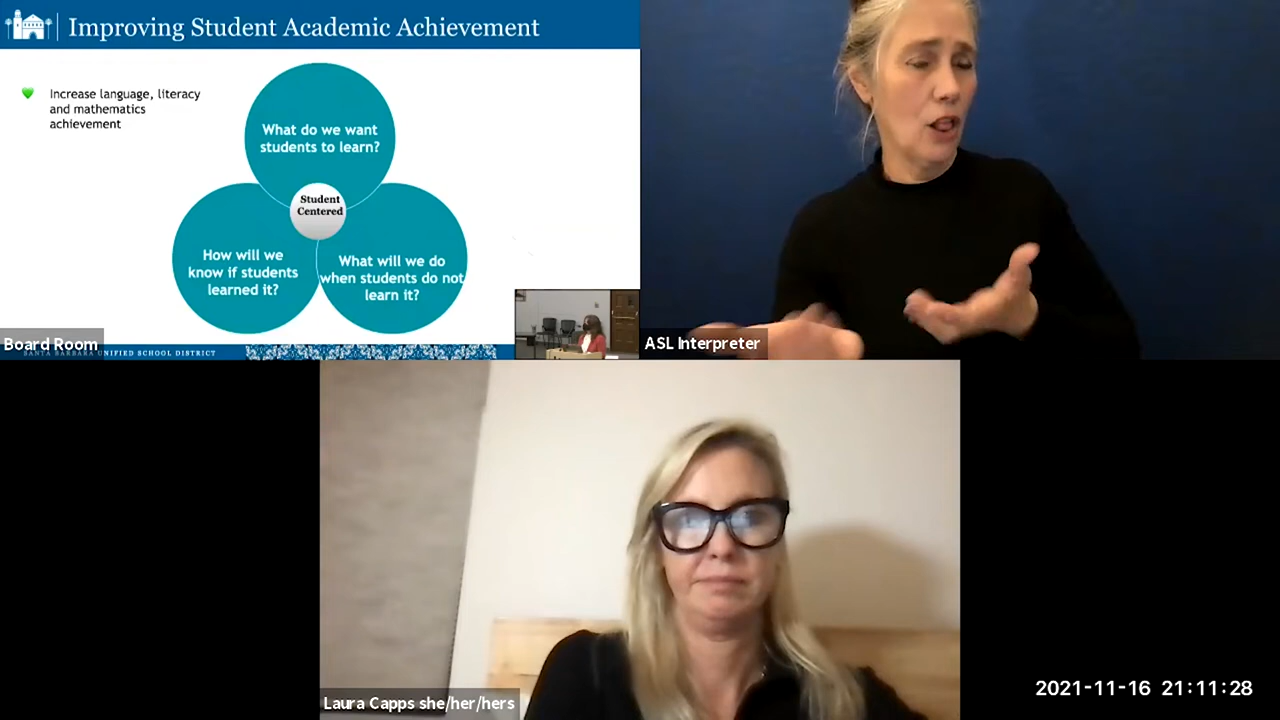 Improving Student Academic Achievement
Increase language, literacy
and mathematics
achievement
What do we want
students to learn?
Student
Centered
How will we
know if students
learned it?
What will we do
when students do not
learn it?
Board Room
SANTA BARBARA UNIFIED SCHOOL DISTRICT
ASL Interpreter
Laura Capps she/her/hers
2021-11-16 21:11:28